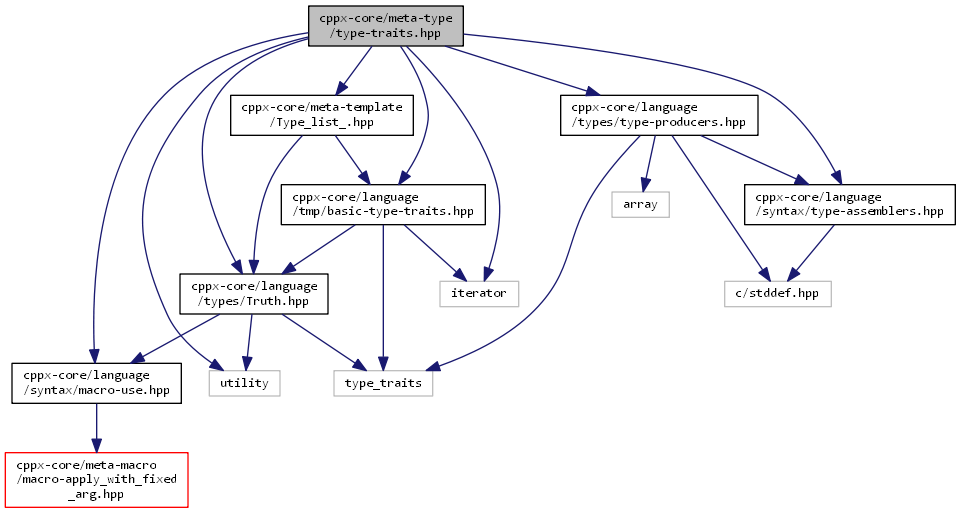 cppx-core/meta-type
/type-traits.hpp
cppx-core/meta-template
/Type_list_.hpp
cppx-core/language
/types/type-producers.hpp
cppx-core/language
/tmp/basic-type-traits.hpp
array
cppx-core/language
/syntax/type-assemblers.hpp
cppx-core/language
/types/Truth.hpp
iterator
c/stddef.hpp
cppx-core/language
/syntax/macro-use.hpp
utility
type_traits
cppx-core/meta-macro
/macro-apply_with_fixed
_arg.hpp